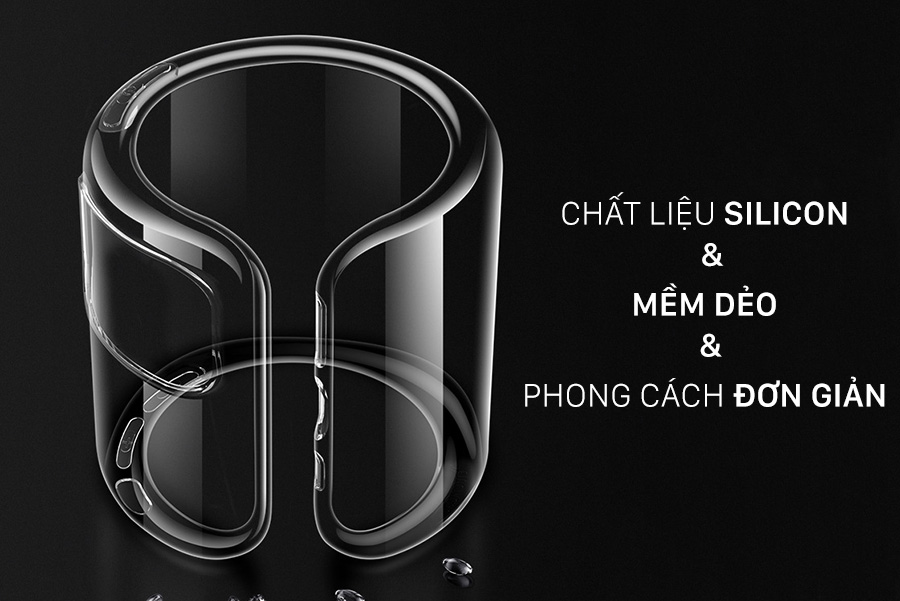 CHẤT LIỆU SILICON
&
MỀM DẺO
&
PHONG CÁCH ĐƠN GIẢN